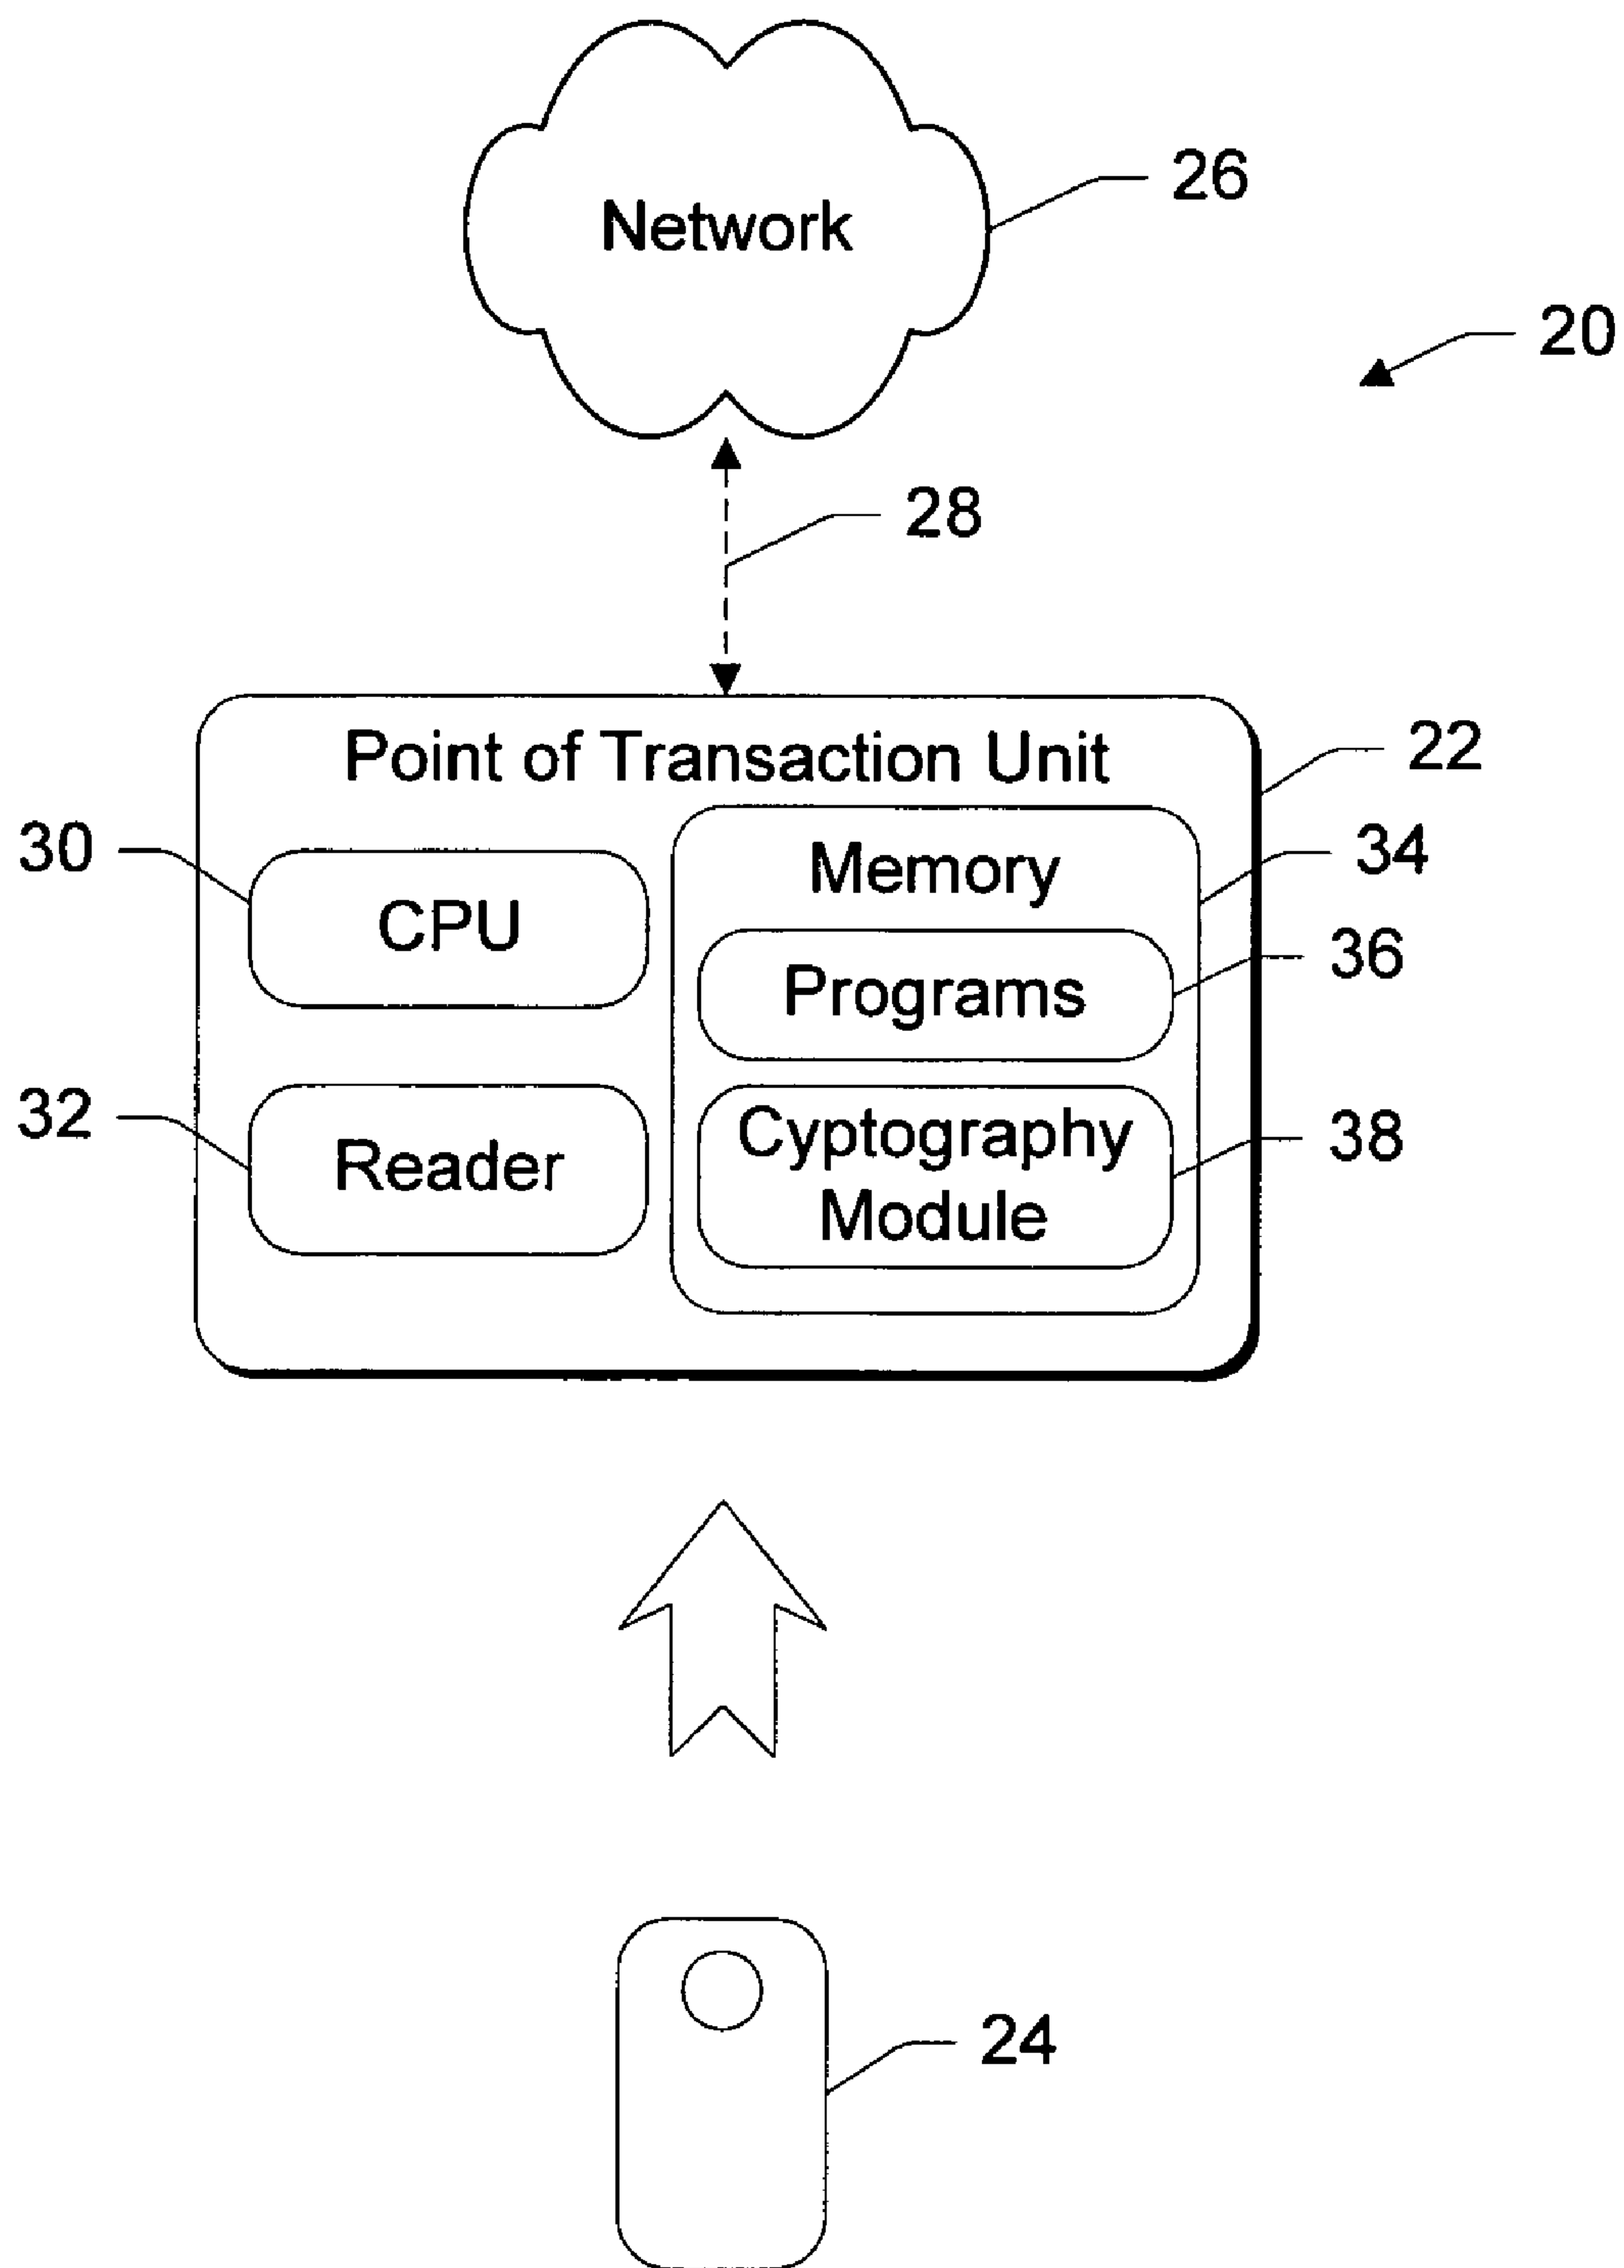 Network
26
20
28
Point of Transaction Unit
22
30
CPU
Memory
34
Programs
36
32
Reader
Cyptography
Module
38
24